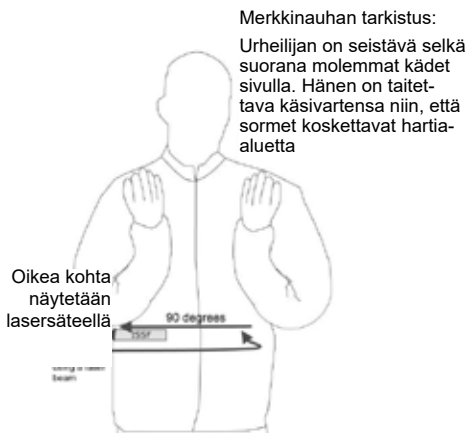 Merkkinauhan tarkistus:
Urheilijan on seistävä selkä
suorana molemmat kädet
sivulla. Hänen on taitet-
tava käsivartensa niin, että
sormet koskettavat hartia-
aluetta
Oikea kohta
näytetään
lasersäteellä
90 degrees
ISSF
using a laser
beam